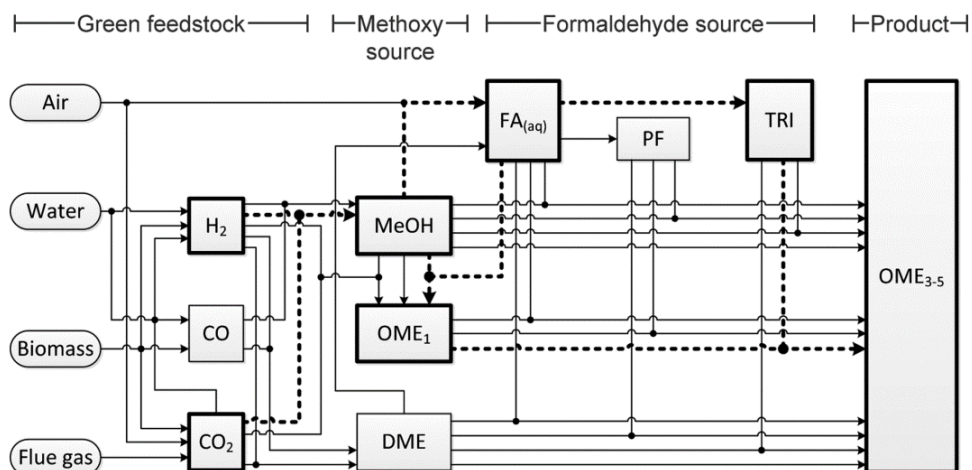 Green feedstock
Methoxy
source
Formaldehyde source
Product
Air
FA(aq)
PF
TRI
Water
H₂
MeOH
OME₃₋₅
CO
OME₁
Biomass
CO₂
DME
Flue gas